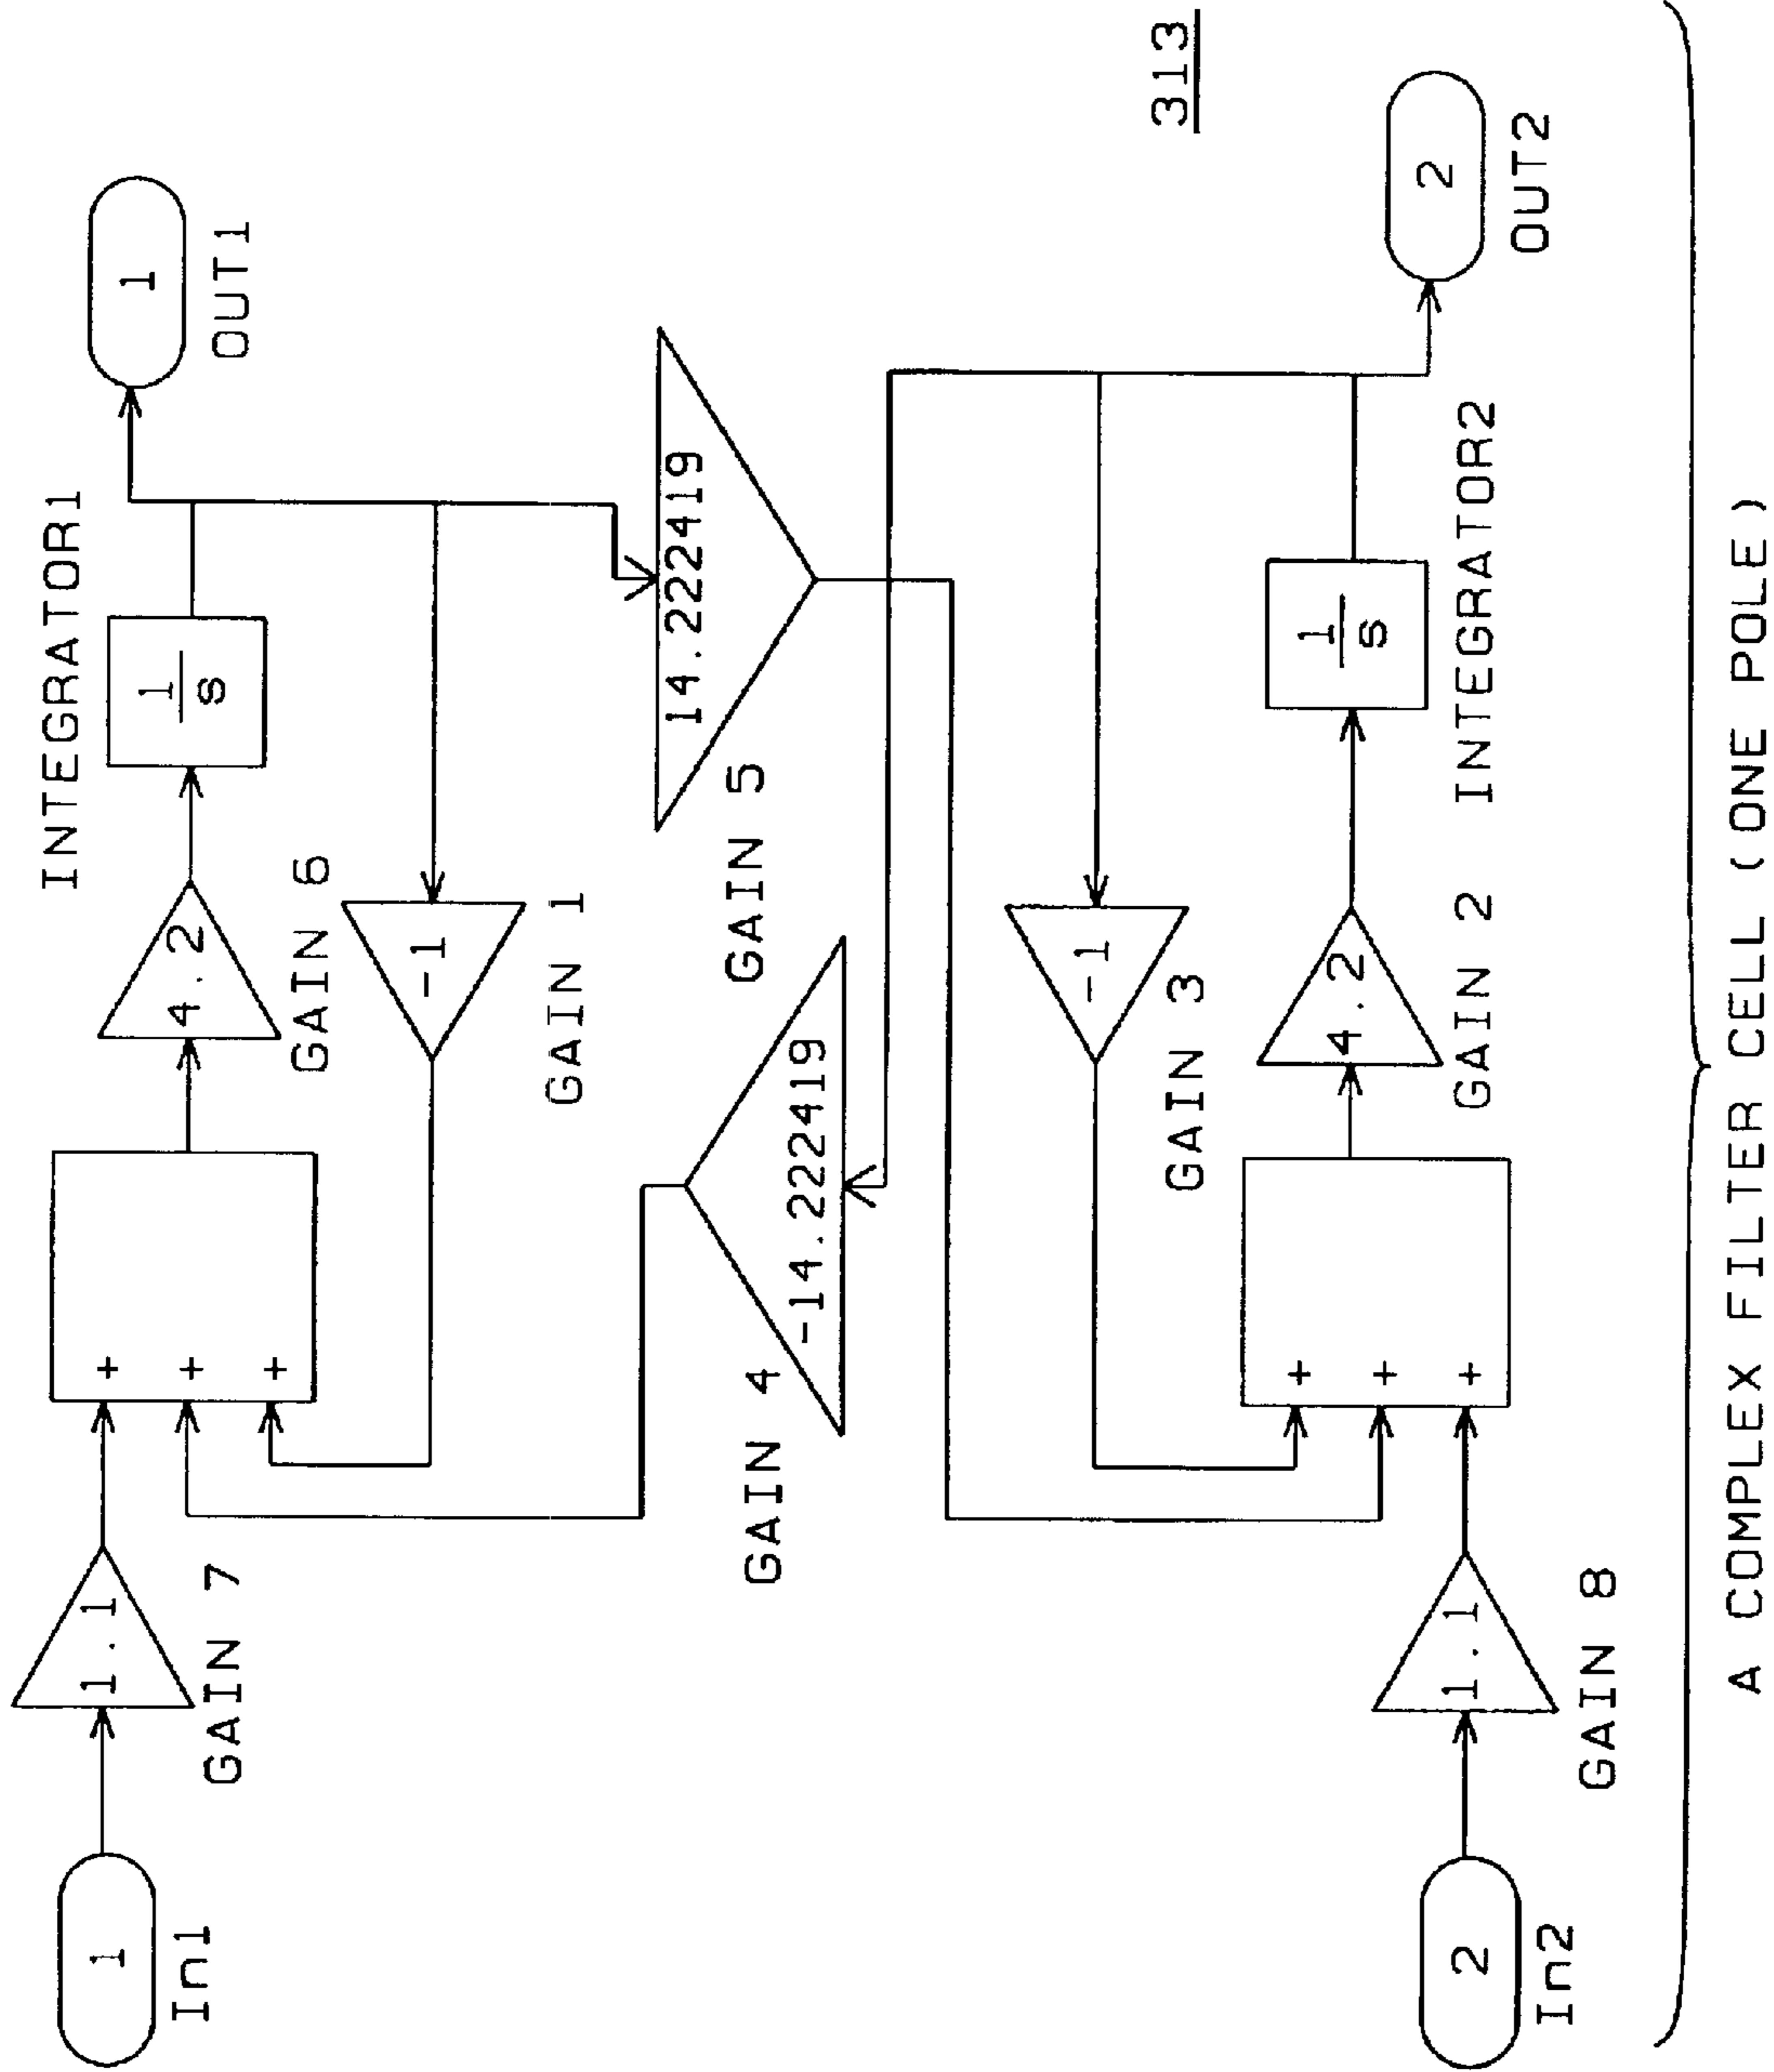 1
In1
1.1
GAIN 7
+
+
+
4.2
GAIN 6
1
s
INTEGRATOR1
1
OUT1
-1
GAIN 1
14.222419
GAIN 5
-14.222419
GAIN 4
-1
GAIN 3
313
2
In2
1.1
GAIN 8
+
+
+
4.2
GAIN 2
1
s
INTEGRATOR2
2
OUT2
A COMPLEX FILTER CELL (ONE POLE)